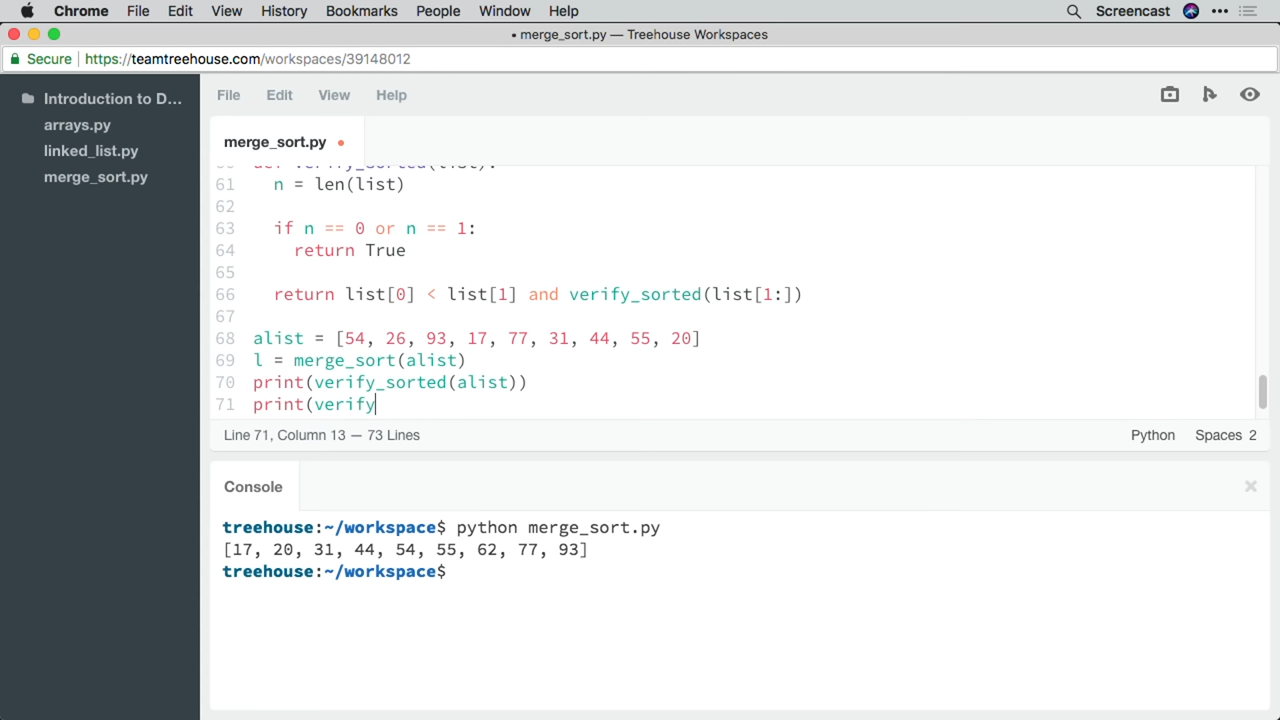 Chrome File Edit View History Bookmarks People Window Help Screencast
• merge_sort.py — Treehouse Workspaces
Secure https://teamtreehouse.com/workspaces/39148012
Introduction to D...
arrays.py
linked_list.py
merge_sort.py
File Edit View Help
merge_sort.py
61 n = len(list)
62
63 if n == 0 or n == 1:
64 return True
65
66 return list[0] < list[1] and verify_sorted(list[1:])
67
68 alist = [54, 26, 93, 17, 77, 31, 44, 55, 20]
69 l = merge_sort(alist)
70 print(verify_sorted(alist))
71 print(verify
Line 71, Column 13 — 73 Lines Python Spaces 2
Console
treehouse:~/workspace$ python merge_sort.py
[17, 20, 31, 44, 54, 55, 62, 77, 93]
treehouse:~/workspace$